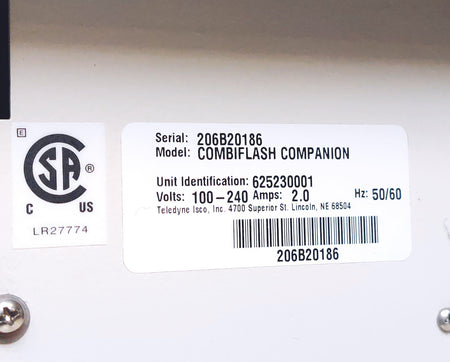 E
SA ®
C US
LR27774
Serial: 206B20186
Model: COMBIFLASH COMPANION
Unit Identification: 625230001
Volts: 100-240 Amps: 2.0 Hz: 50/60
Teledyne Isco, Inc. 4700 Superior St. Lincoln, NE 68504
206B20186